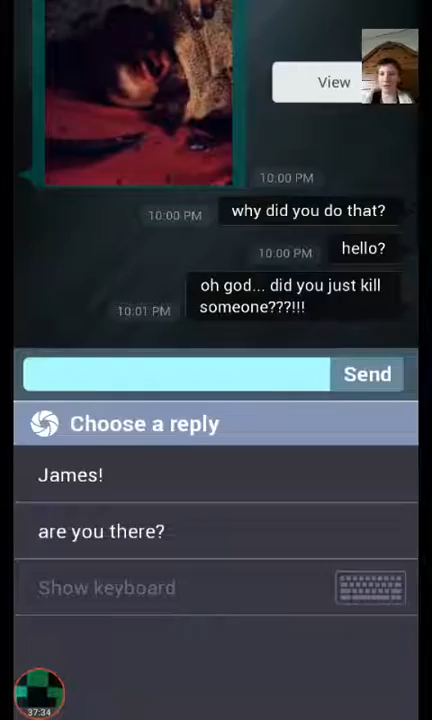 View
10:00 PM
why did you do that?
10:00 PM
hello?
10:00 PM
oh god... did you just kill
someone???!!!
10:01 PM
Send
Choose a reply
James!
are you there?
Show keyboard
37:34